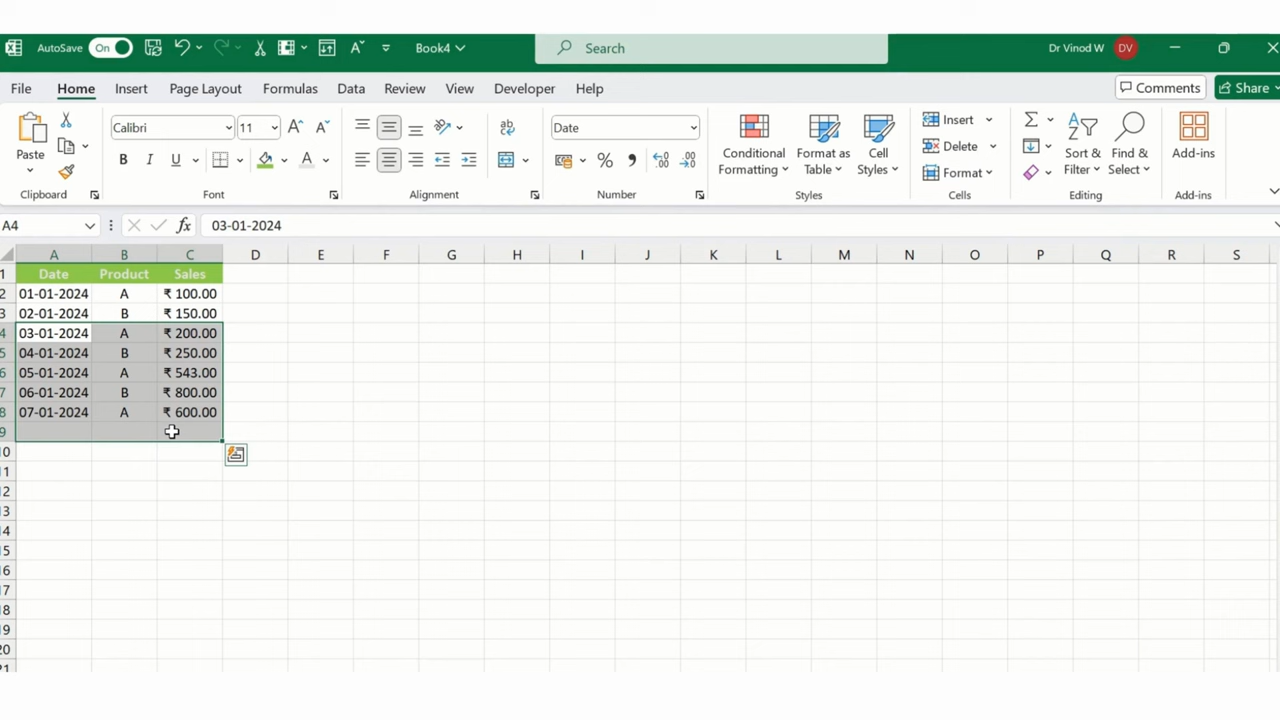 AutoSave On Book4 Search Dr Vinod W DV
File Home Insert Page Layout Formulas Data Review View Automate Developer Help Comments Share
Paste Calibri 11 Date Conditional Formatting Format as Table Cell Styles Insert Delete Format Sort & Filter Find & Select Add-ins
B I U
Clipboard Font Alignment Number Styles Cells Editing Add-ins
A4 fx 03-01-2024
A B C D E F G H I J K L M N O P Q R S
1 Date Product Sales
2 01-01-2024 A ₹ 100.00
3 02-01-2024 B ₹ 150.00
4 03-01-2024 A ₹ 200.00
5 04-01-2024 B ₹ 250.00
6 05-01-2024 A ₹ 543.00
7 06-01-2024 B ₹ 800.00
8 07-01-2024 A ₹ 600.00
9
10
11
12
13
14
15
16
17
18
19
20
21